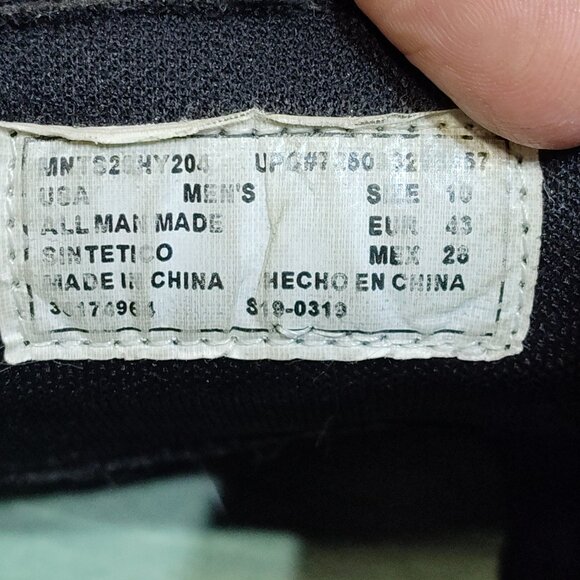 USA MEN'S SIZE 10
ALL MAN MADE EUR 43
SINTETICO MEX 28
MADE IN CHINA HECHO EN CHINA
S19-0319